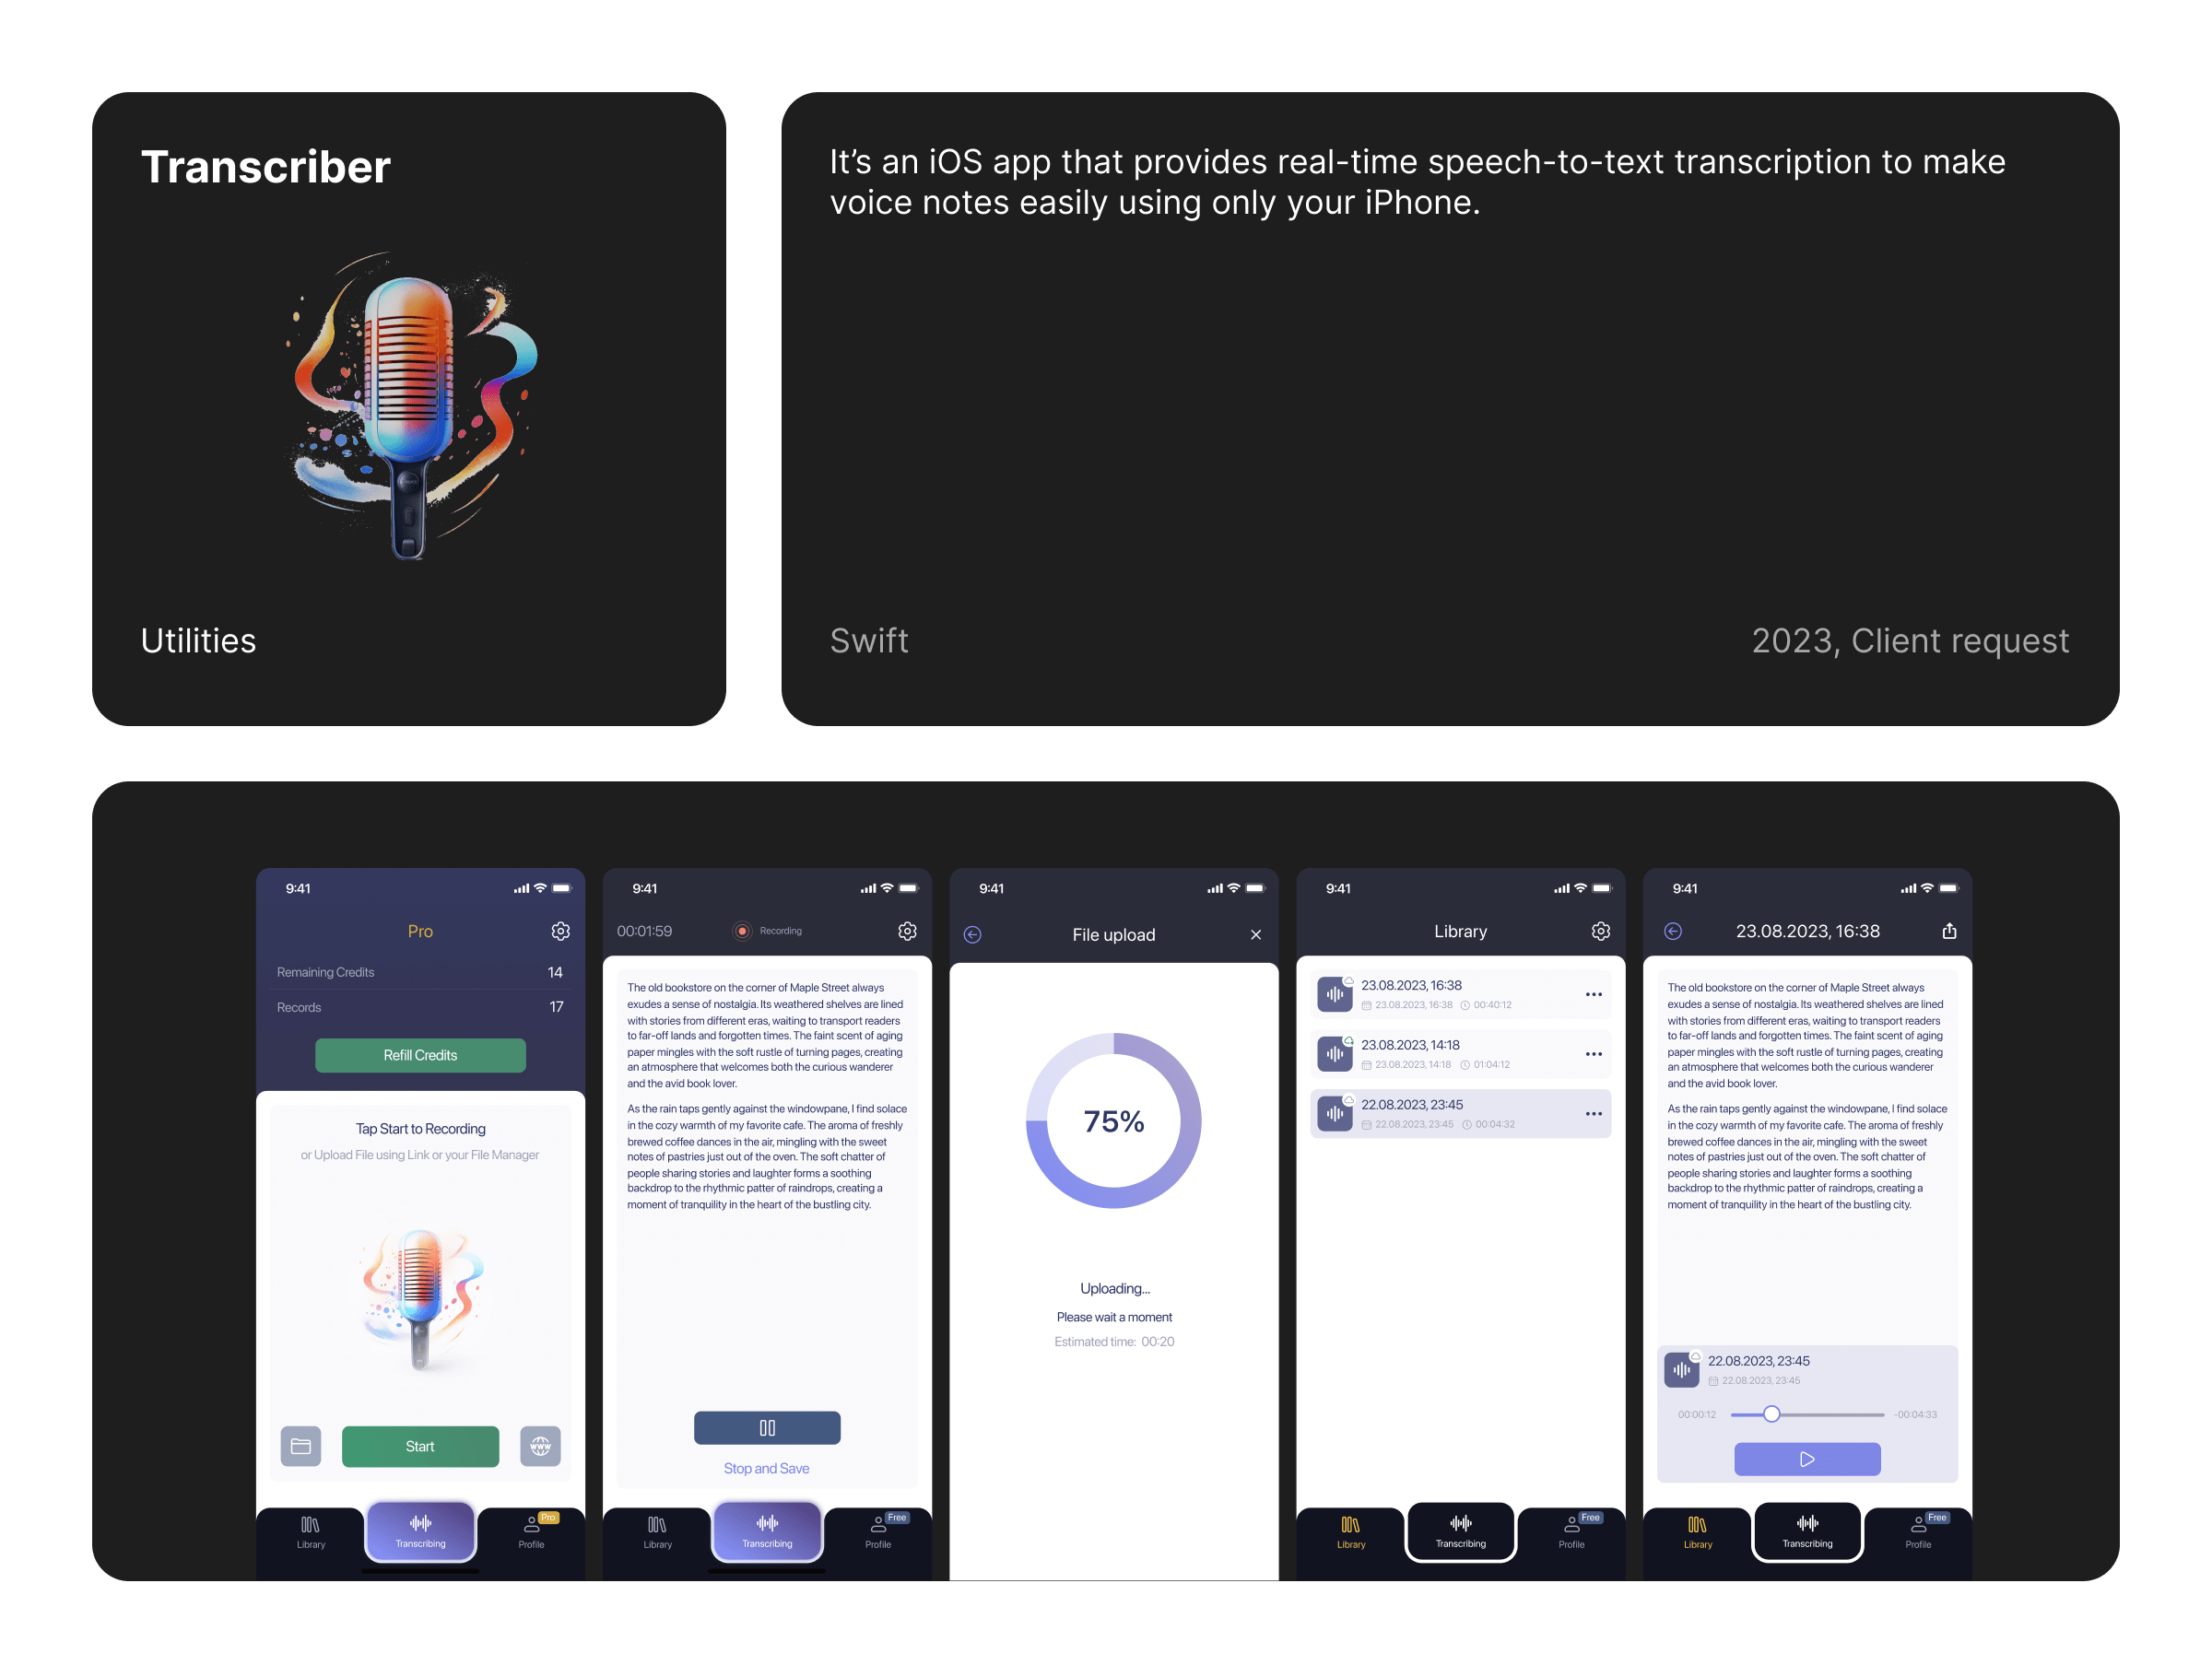 Transcriber
Utilities
It’s an iOS app that provides real-time speech-to-text transcription to make
voice notes easily using only your iPhone.
Swift
2023, Client request
9:41
Pro
Remaining Credits 14
Records 17
Refill Credits
Tap Start to Recording
or Upload File using Link or your File Manager
Start
www
Library
Transcribing
Pro
Profile
9:41
00:01:59
Recording
The old bookstore on the corner of Maple Street always
exudes a sense of nostalgia. Its weathered shelves are lined
with stories from different eras, waiting to transport readers
to far-off lands and forgotten times. The faint scent of aging
paper mingles with the soft rustle of turning pages, creating
an atmosphere that welcomes both the curious wanderer
and the avid book lover.
As the rain taps gently against the windowpane, I find solace
in the cozy warmth of my favorite cafe. The aroma of freshly
brewed coffee dances in the air, mingling with the sweet
notes of pastries just out of the oven. The soft chatter of
people sharing stories and laughter forms a soothing
backdrop to the rhythmic patter of raindrops, creating a
moment of tranquility in the heart of the bustling city.
Stop and Save
Library
Transcribing
Free
Profile
9:41
File upload
75%
Uploading...
Please wait a moment
Estimated time: 00:20
9:41
Library
23.08.2023, 16:38
23.08.2023, 16:38 00:40:12
23.08.2023, 14:18
23.08.2023, 14:18 01:04:12
22.08.2023, 23:45
22.08.2023, 23:45 00:04:32
Library
Transcribing
Free
Profile
9:41
23.08.2023, 16:38
The old bookstore on the corner of Maple Street always
exudes a sense of nostalgia. Its weathered shelves are lined
with stories from different eras, waiting to transport readers
to far-off lands and forgotten times. The faint scent of aging
paper mingles with the soft rustle of turning pages, creating
an atmosphere that welcomes both the curious wanderer
and the avid book lover.
As the rain taps gently against the windowpane, I find solace
in the cozy warmth of my favorite cafe. The aroma of freshly
brewed coffee dances in the air, mingling with the sweet
notes of pastries just out of the oven. The soft chatter of
people sharing stories and laughter forms a soothing
backdrop to the rhythmic patter of raindrops, creating a
moment of tranquility in the heart of the bustling city.
22.08.2023, 23:45
22.08.2023, 23:45
00:00:12
-00:04:33
Library
Transcribing
Free
Profile